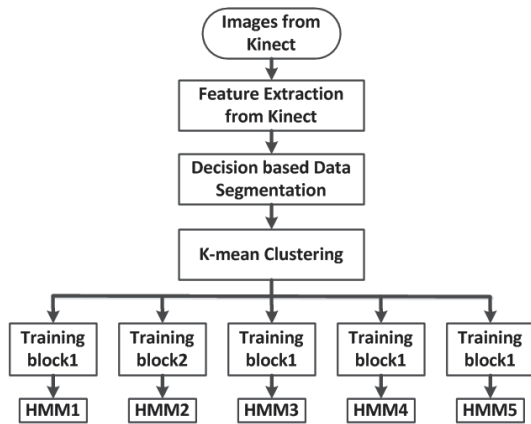 Images from
Kinect
Feature Extraction
from Kinect
Decision based Data
Segmentation
K-mean Clustering
Training
block1
Training
block2
Training
block1
Training
block1
Training
block1
HMM1
HMM2
HMM3
HMM4
HMM5